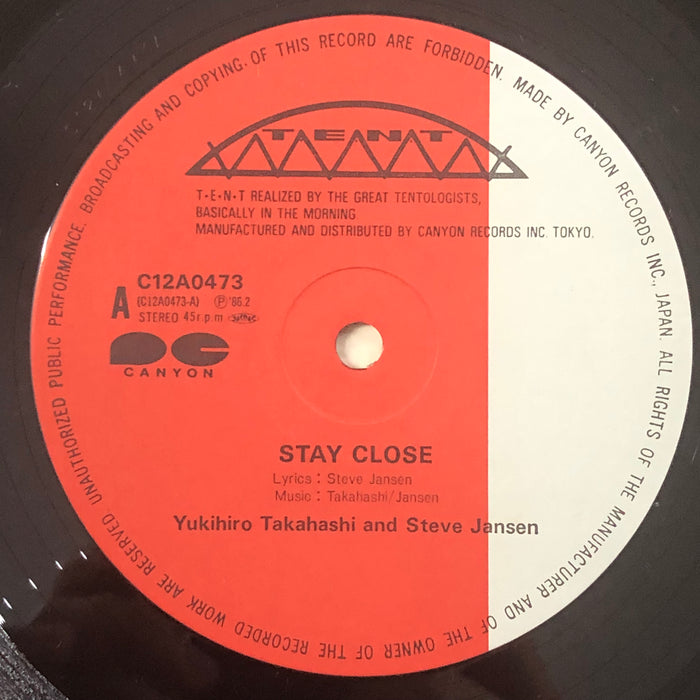 UNAUTHORIZED PUBLIC PERFORMANCE. BROADCASTING AND COPYING. OF THIS RECORD ARE FORBIDDEN. MADE BY CANYON RECORDS INC., JAPAN. ALL RIGHTS OF THE MANUFACTURER AND OF THE OWNER OF THE RECORDED WORK ARE RESERVED.
TENT
T•E•N•T REALIZED BY THE GREAT TENTOLOGISTS,
BASICALLY IN THE MORNING
MANUFACTURED AND DISTRIBUTED BY CANYON RECORDS INC. TOKYO.
A
C12A0473
(C12A0473-A) Ⓟ'86.2
STEREO 45r.p.m
CANYON
STAY CLOSE
Lyrics : Steve Jansen
Music : Takahashi/Jansen
Yukihiro Takahashi and Steve Jansen